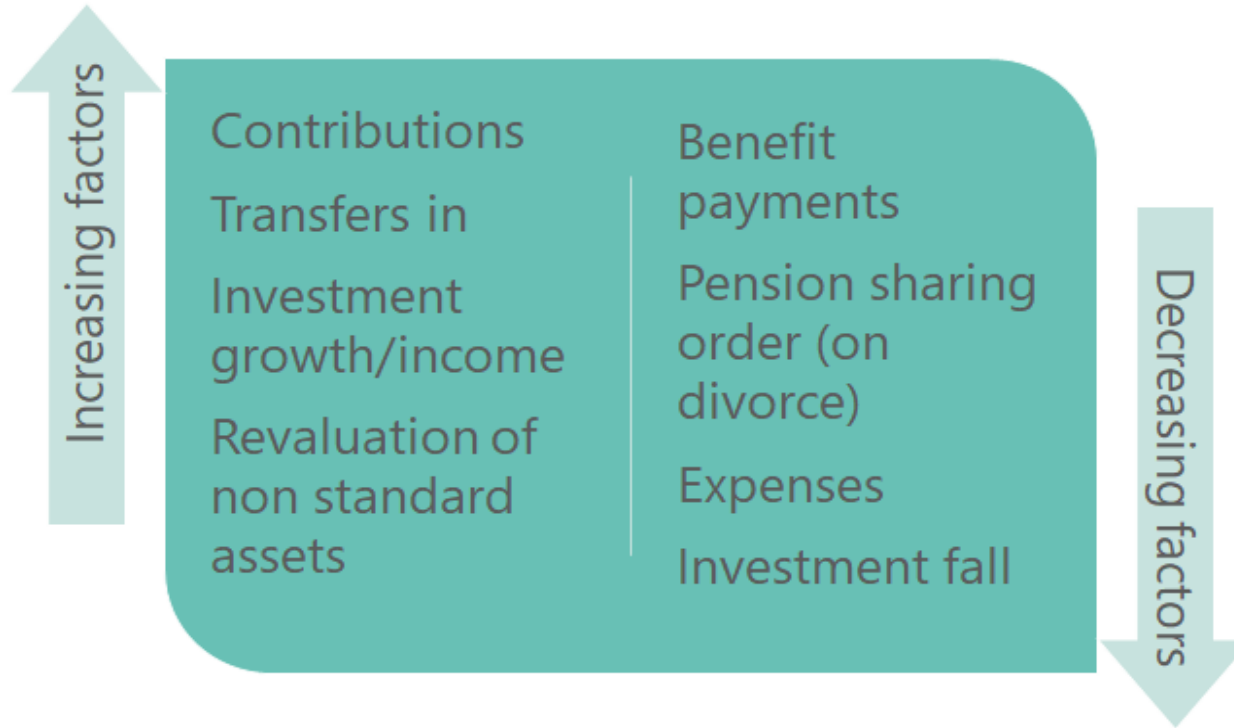 Increasing factors
Contributions
Transfers in
Investment
growth/income
Revaluation of
non standard
assets
Benefit
payments
Pension sharing
order (on
divorce)
Expenses
Investment fall
Decreasing factors